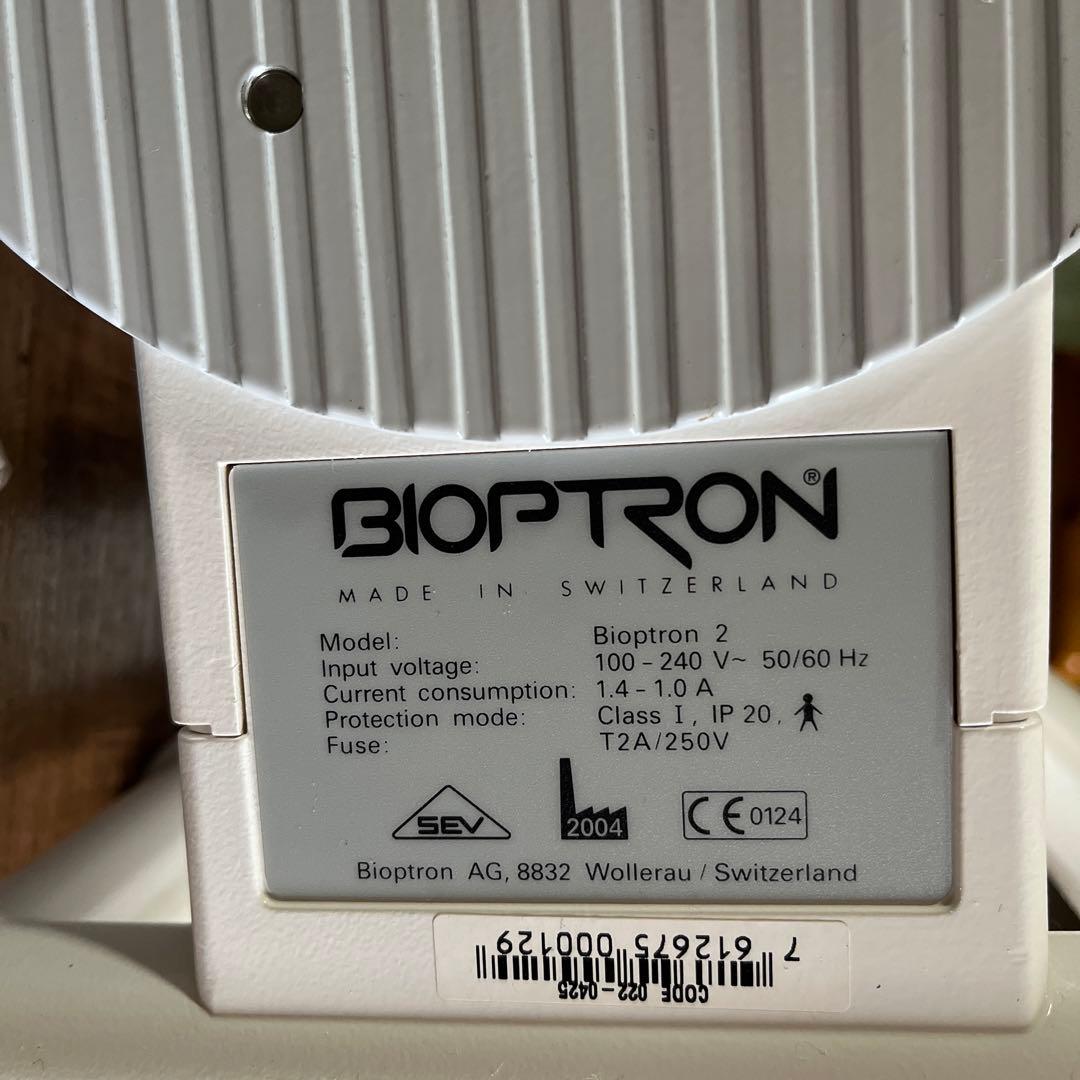 BIOPTRON®
MADE IN SWITZERLAND
Model: Bioptron 2
Input voltage: 100 - 240 V~ 50/60 Hz
Current consumption: 1.4 - 1.0 A
Protection mode: Class I, IP 20,
Fuse: T2A/250V
SEV
2004
CE 0124
Bioptron AG, 8832 Wollerau / Switzerland
CODE 022-0425
7 612675 000129